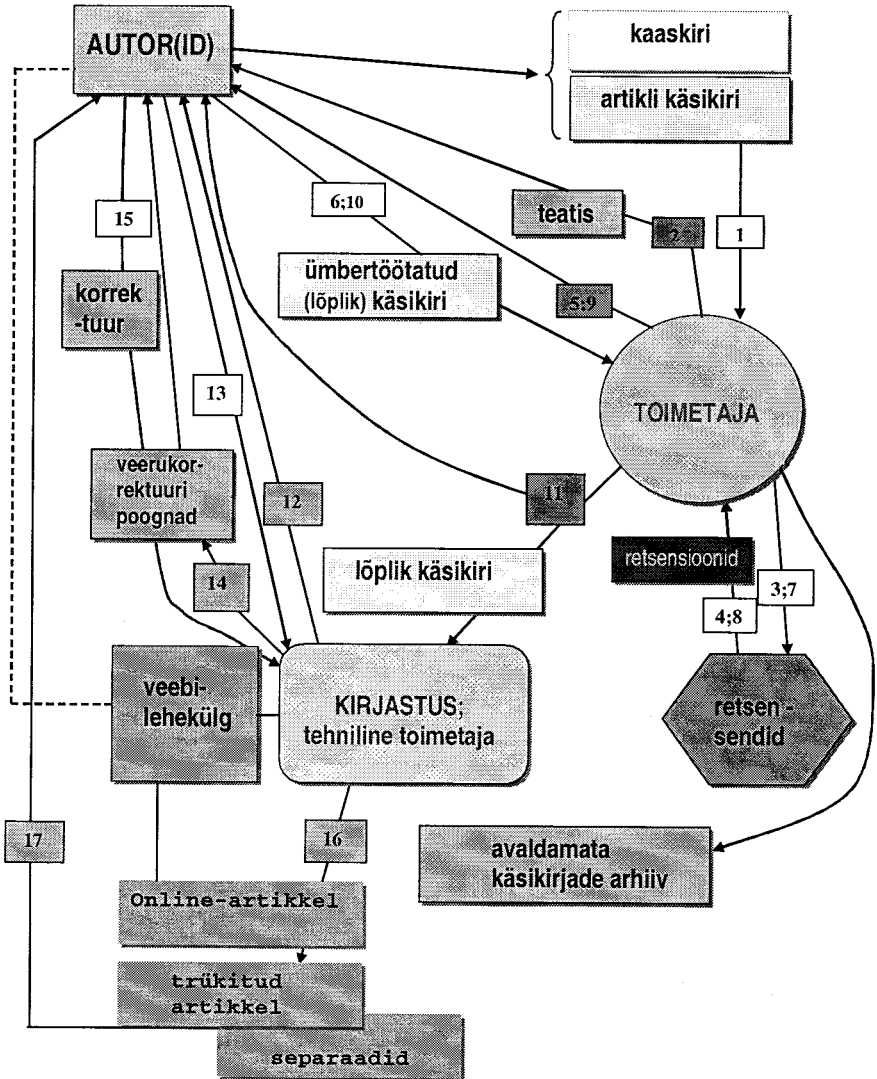 AUTOR(ID)
kaaskiri
artikli käsikiri
6;10
teatis
1
15
ümbertöötatud
(lõplik) käsikiri
5;9
korrek
-tuur
TOIMETAJA
13
veerukor-
rektuuri
poognad
12
11
retsensioonid
lõplik käsikiri
14
3;7
4;8
veebi-
lehekülg
KIRJASTUS;
tehniline toimetaja
retsen -
sendid
17
16
avaldamata
käsikirjade arhiiv
Online-artikkel
trükitud
artikkel
separaadid